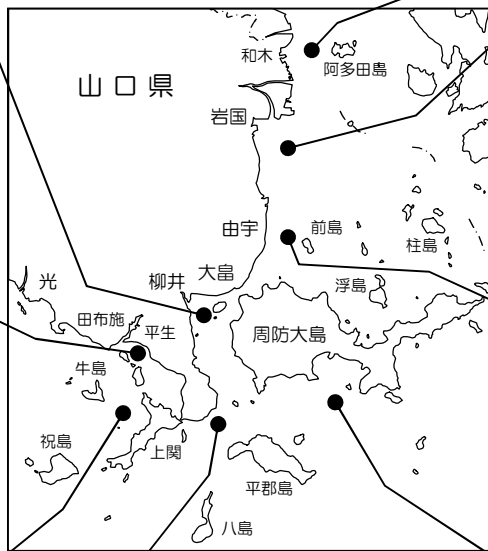 和木
阿多田島
山口県
岩国
由宇
前島
柱島
大畠
柳井
浮島
光
田布施
平生
周防大島
牛島
祝島
上関
平郡島
八島